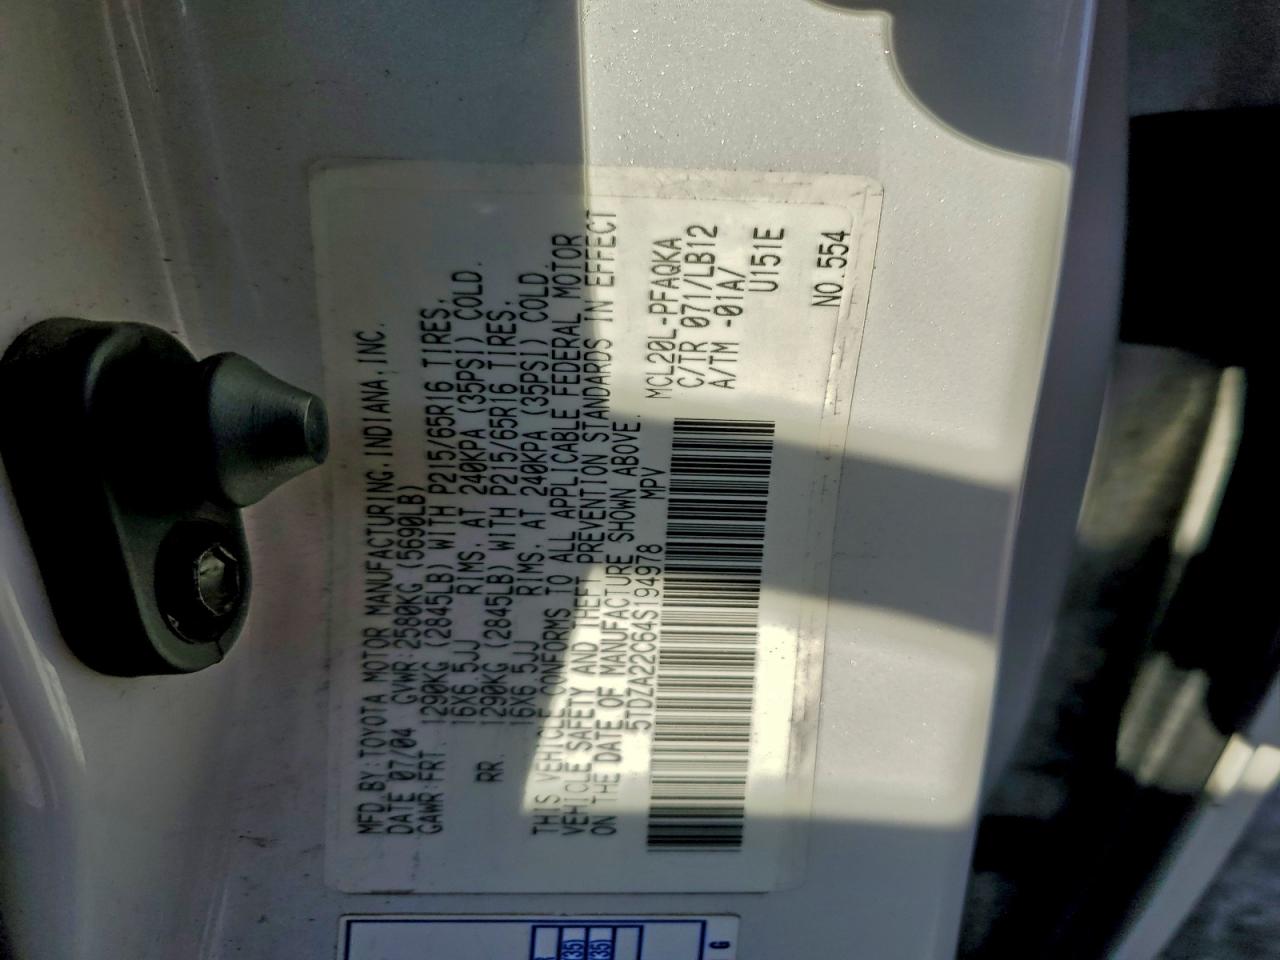 MFD.BY:TOYOTA MOTOR MANUFACTURING,INDIANA,INC.
DATE 07/04 GVWR 2580KG (5690LB)
GAWR:FRT. 1290KG (2845LB) WITH P215/65R16 TIRES,
16X6.5JJ RIMS, AT 240KPA (35PSI) COLD.
RR. 1290KG (2845LB) WITH P215/65R16 TIRES,
16X6.5JJ RIMS, AT 240KPA (35PSI) COLD.
THIS VEHICLE CONFORMS TO ALL APPLICABLE FEDERAL MOTOR
VEHICLE SAFETY AND THEFT PREVENTION STANDARDS IN EFFECT
ON THE DATE OF MANUFACTURE SHOWN ABOVE.
5TDZA22C64S194978 MPV
MCL20L-PFAQKA
C/TR 071/LB12
A/TM -01A/
U151E
NO.554
35)
35
G